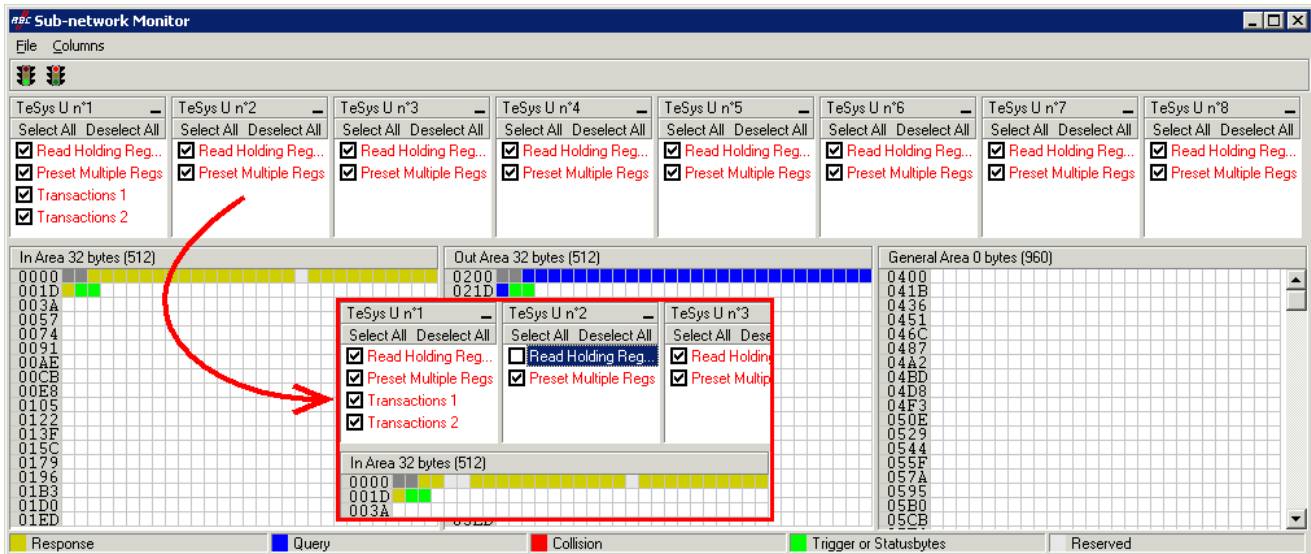 ABC Sub-network Monitor
File Columns
TeSys U n°1 TeSys U n°2 TeSys U n°3 TeSys U n°4 TeSys U n°5 TeSys U n°6 TeSys U n°7 TeSys U n°8
Select All Deselect All Select All Deselect All Select All Deselect All Select All Deselect All Select All Deselect All Select All Deselect All Select All Deselect All Select All Deselect All
Read Holding Reg... Read Holding Reg... Read Holding Reg... Read Holding Reg... Read Holding Reg... Read Holding Reg... Read Holding Reg... Read Holding Reg...
Preset Multiple Regs Preset Multiple Regs Preset Multiple Regs Preset Multiple Regs Preset Multiple Regs Preset Multiple Regs Preset Multiple Regs Preset Multiple Regs
Transactions 1
Transactions 2
In Area 32 bytes (512)
0000
001D
003A
0057
0074
0091
00AE
00CB
00E8
0105
0122
013F
015C
0179
0196
01B3
01D0
01ED
Out Area 32 bytes (512)
0200
021D
TeSys U n°1 TeSys U n°2 TeSys U n°3
Select All Deselect All Select All Deselect All Select All Dese
Read Holding Reg... Read Holding Reg... Read Holding
Preset Multiple Regs Preset Multiple Regs Preset Multip
Transactions 1
Transactions 2
In Area 32 bytes (512)
0000
001D
003A
General Area 0 bytes (960)
0400
041B
0436
0451
046C
0487
04A2
04BD
04D8
04F3
050E
0529
0544
055F
057A
0595
05B0
05CB
Response Query Collision Trigger or Statusbytes Reserved